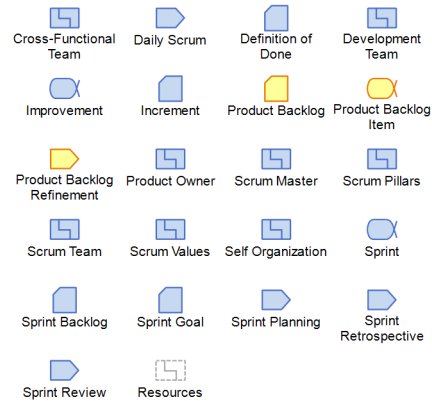 Cross-Functional Team
Daily Scrum
Definition of Done
Development Team
Improvement
Increment
Product Backlog
Product Backlog Item
Product Backlog Refinement
Product Owner
Scrum Master
Scrum Pillars
Scrum Team
Scrum Values
Self Organization
Sprint
Sprint Backlog
Sprint Goal
Sprint Planning
Sprint Retrospective
Sprint Review
Resources